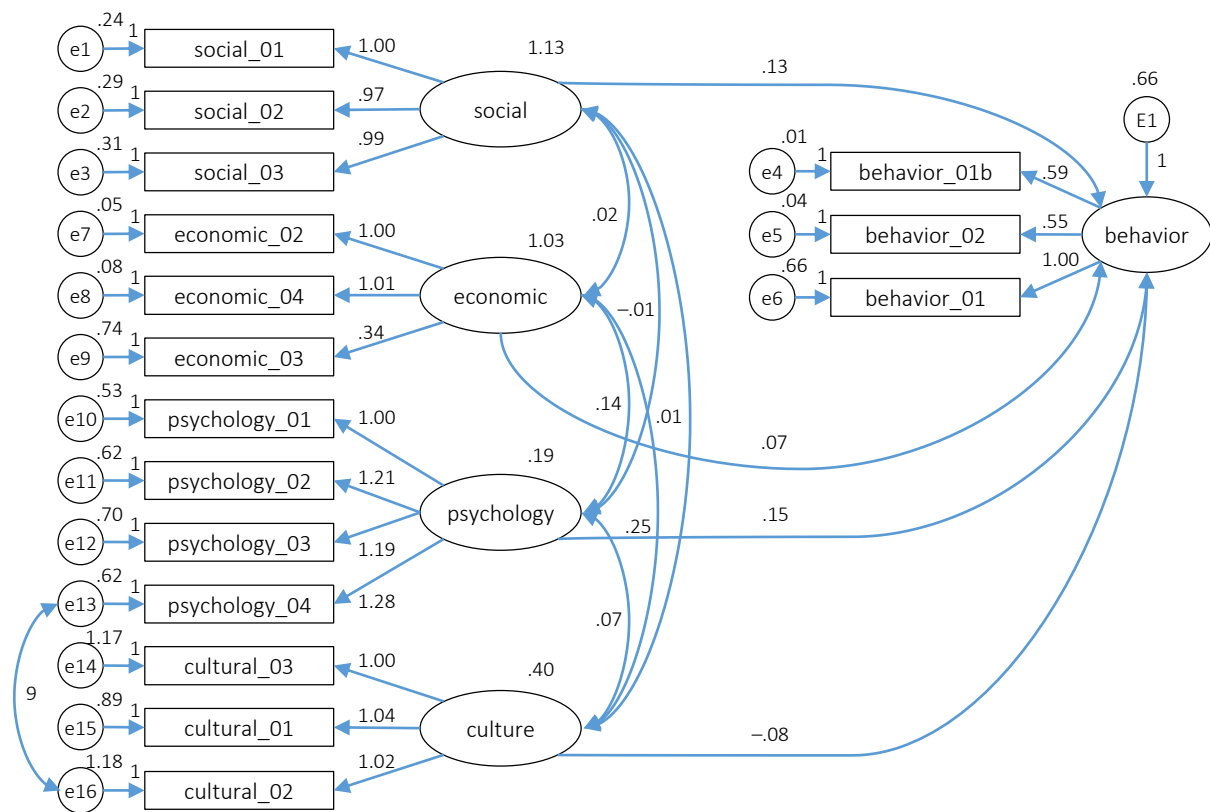 .24
e1
1
social_01
1.00
.29
e2
1
social_02
.97
.31
e3
1
social_03
.99
1.13
social
.13
.66
E1
1
.01
e4
1
behavior_01b
.59
.04
e5
1
behavior_02
.55
.66
e6
1
behavior_01
1.00
behavior
.05
e7
1
economic_02
1.00
.08
e8
1
economic_04
1.01
.74
e9
1
economic_03
.34
1.03
economic
.02
–.01
.14
.01
.07
.53
e10
1
psychology_01
1.00
.62
e11
1
psychology_02
1.21
.70
e12
1
psychology_03
1.19
.62
e13
1
psychology_04
1.28
.19
psychology
.25
.15
.07
9
1.17
e14
1
cultural_03
1.00
.89
e15
1
cultural_01
1.04
1.18
e16
1
cultural_02
1.02
.40
culture
–.08